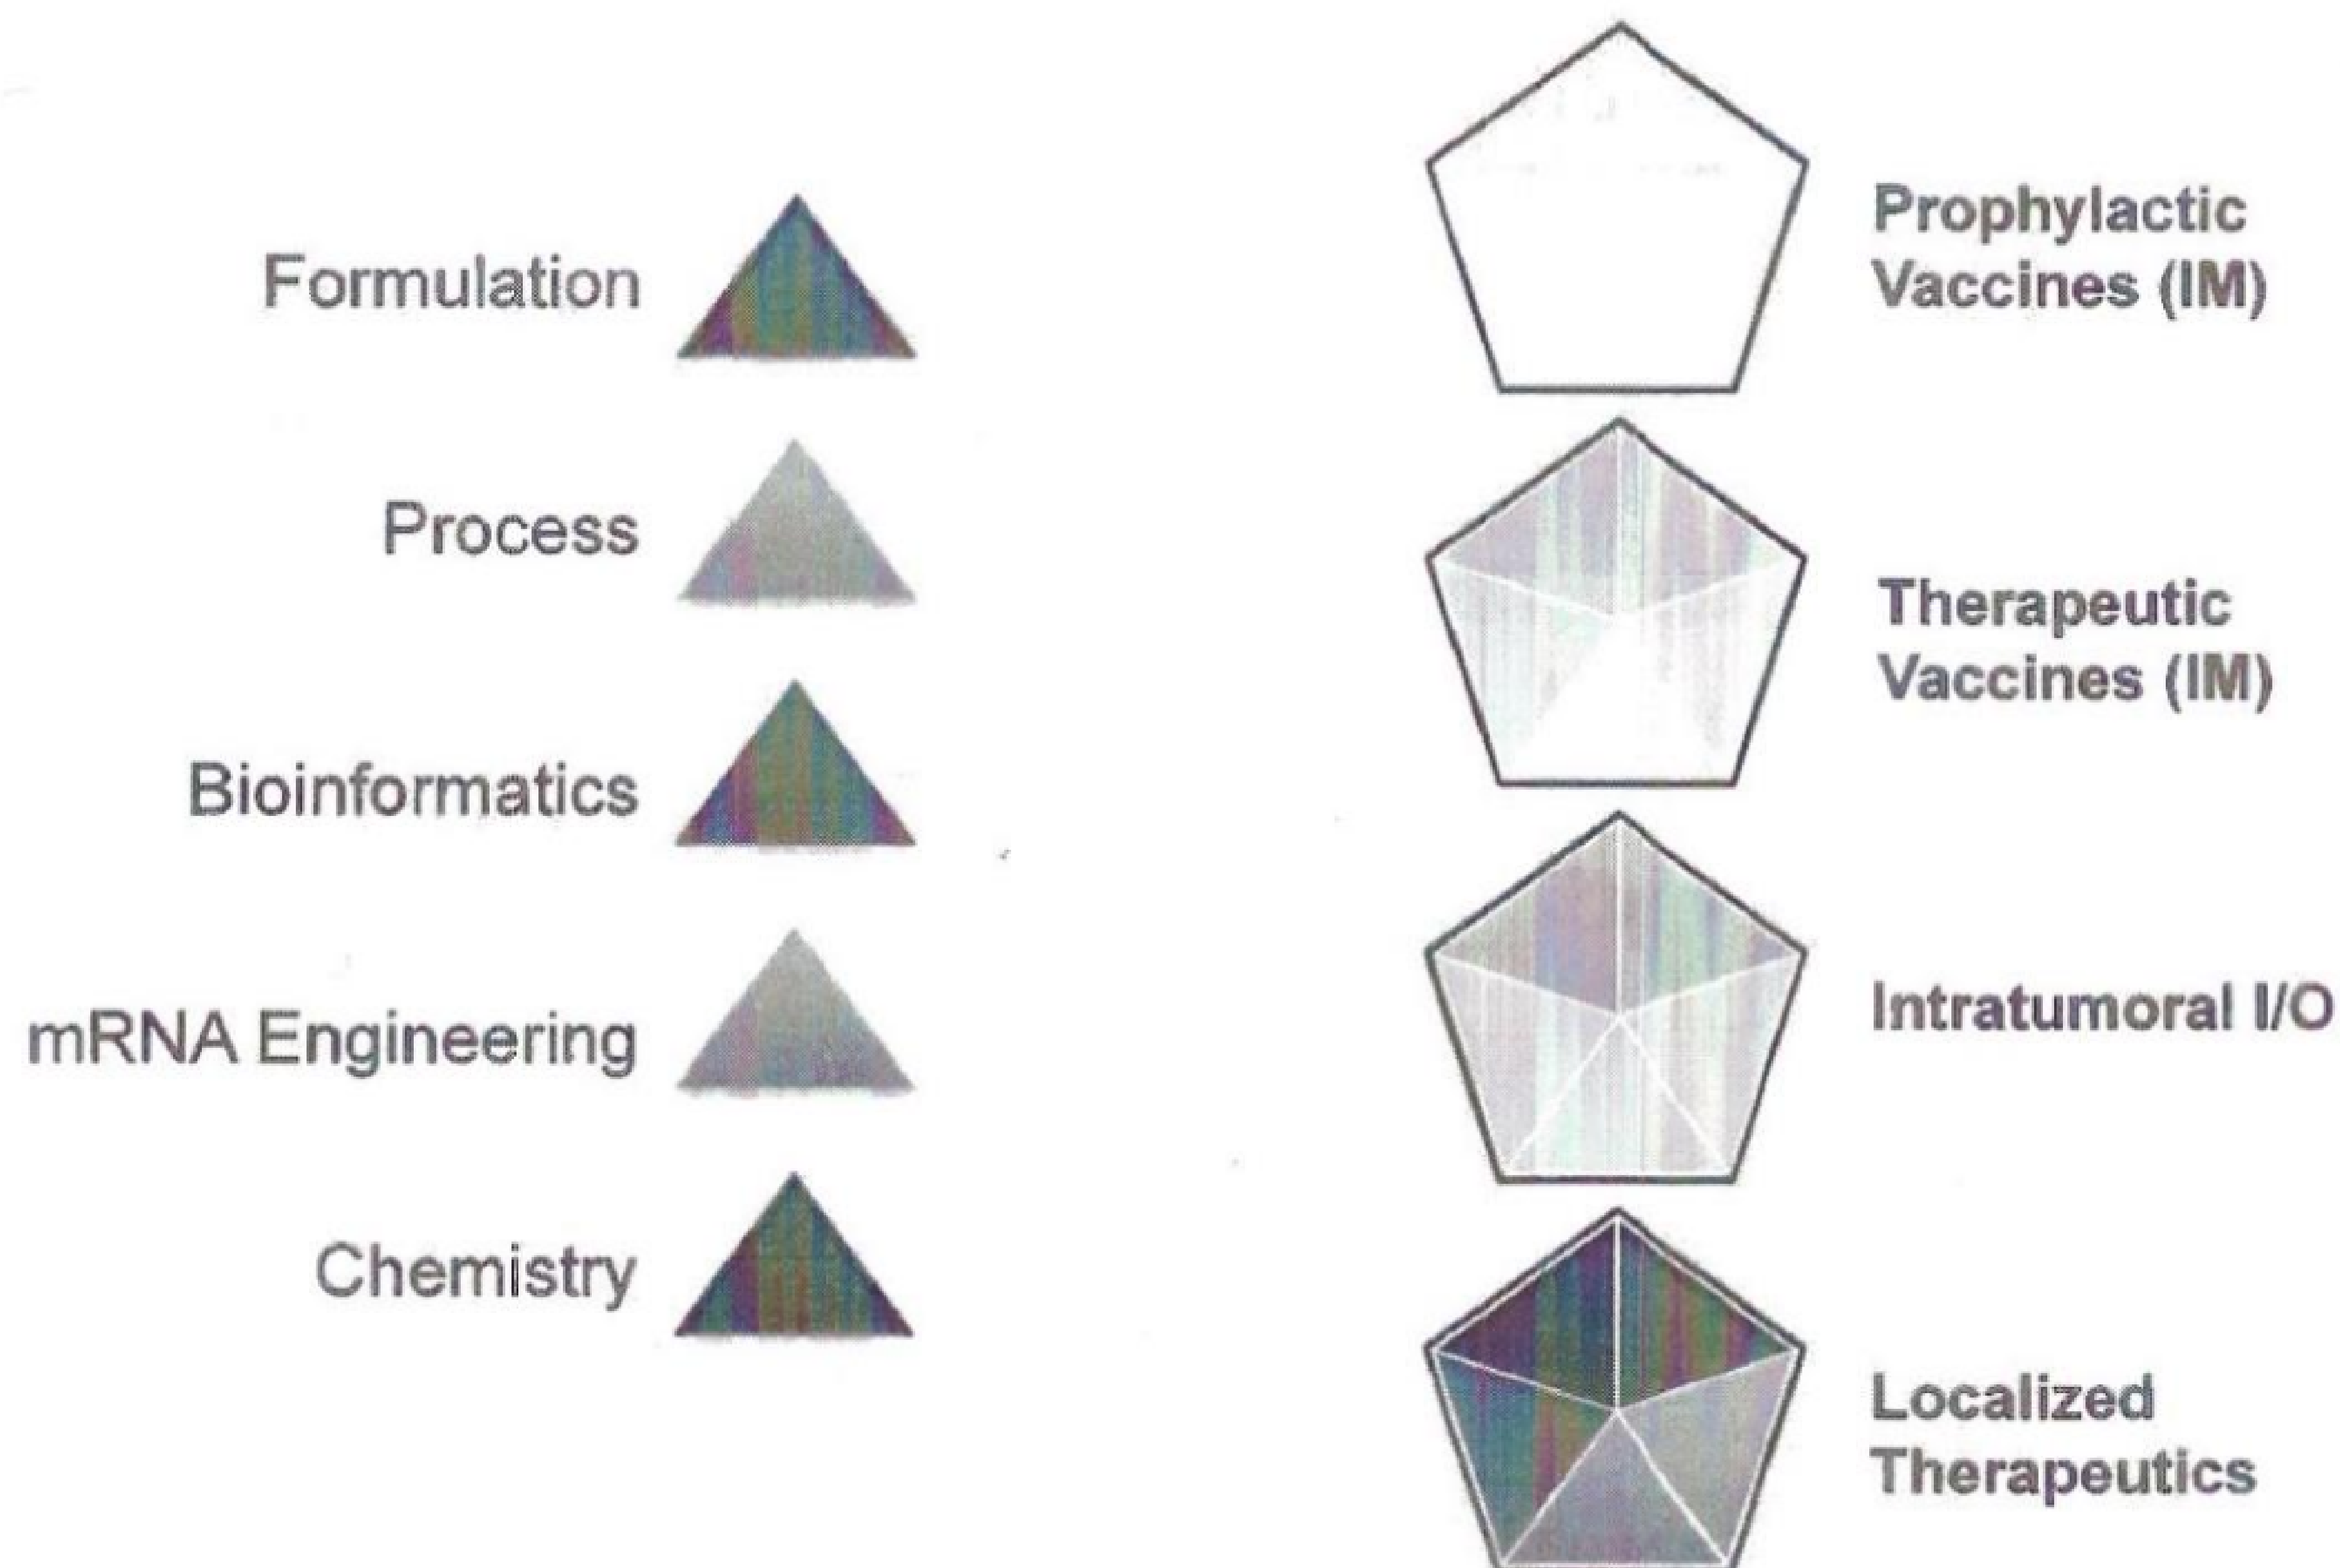 Formulation
Process
Bioinformatics
mRNA Engineering
Chemistry
Prophylactic
Vaccines (IM)
Therapeutic
Vaccines (IM)
Intratumoral I/O
Localized
Therapeutics